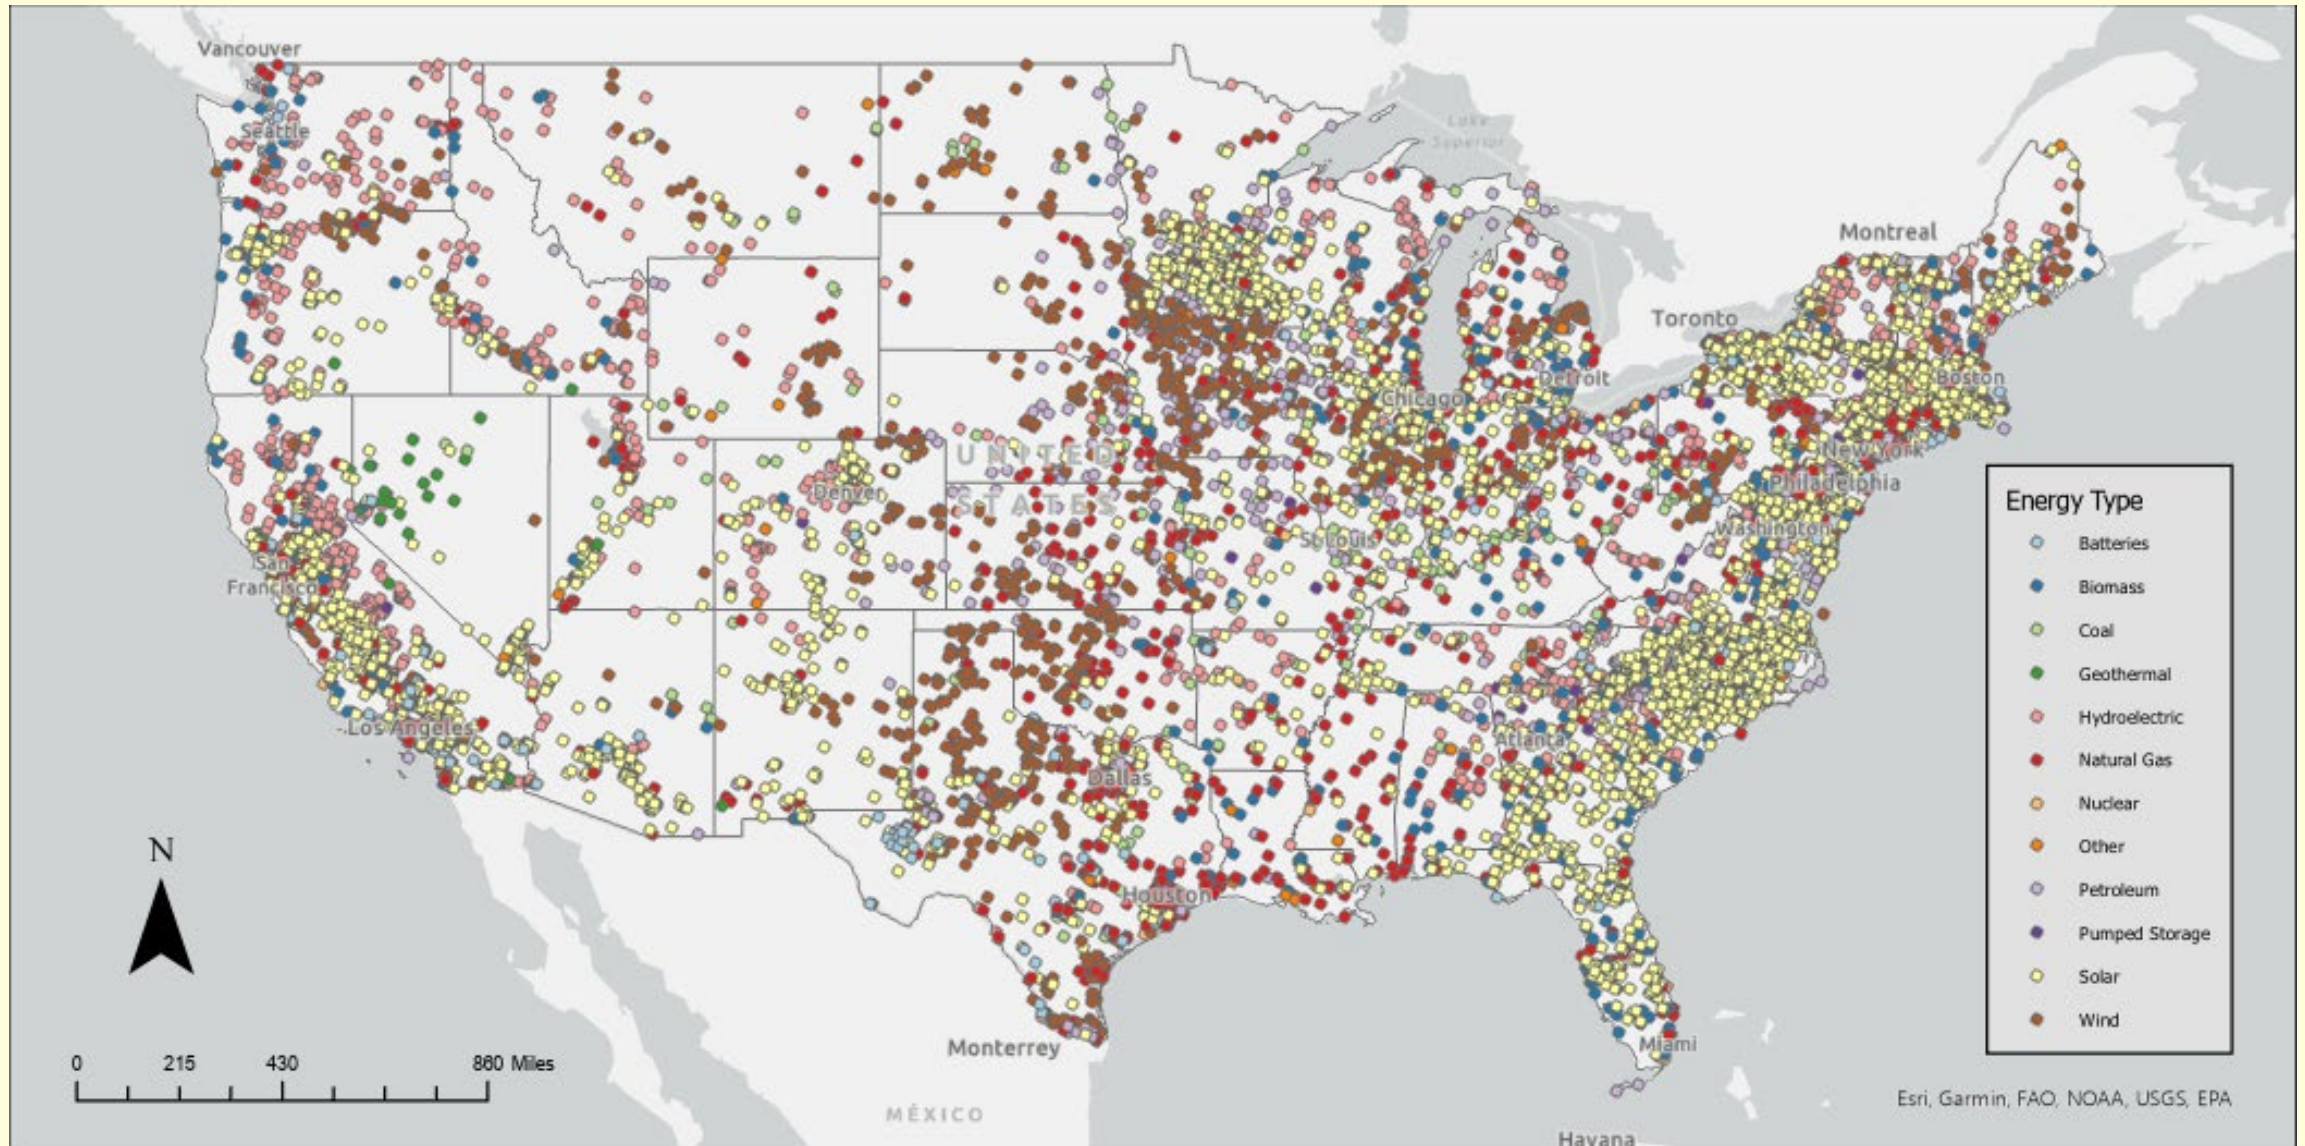 Vancouver
Seattle
Lake
Superior
Montreal
Toronto
Boston
Detroit
Chicago
New York
UNITED
STATES
Denver
Philadelphia
Washington
St Louis
San
Francisco
Los Angeles
Atlanta
Dallas
Houston
Monterrey
Miami
MÉXICO
Havana
N
0 215 430 860 Miles
Energy Type
Batteries
Biomass
Coal
Geothermal
Hydroelectric
Natural Gas
Nuclear
Other
Petroleum
Pumped Storage
Solar
Wind
Esri, Garmin, FAO, NOAA, USGS, EPA